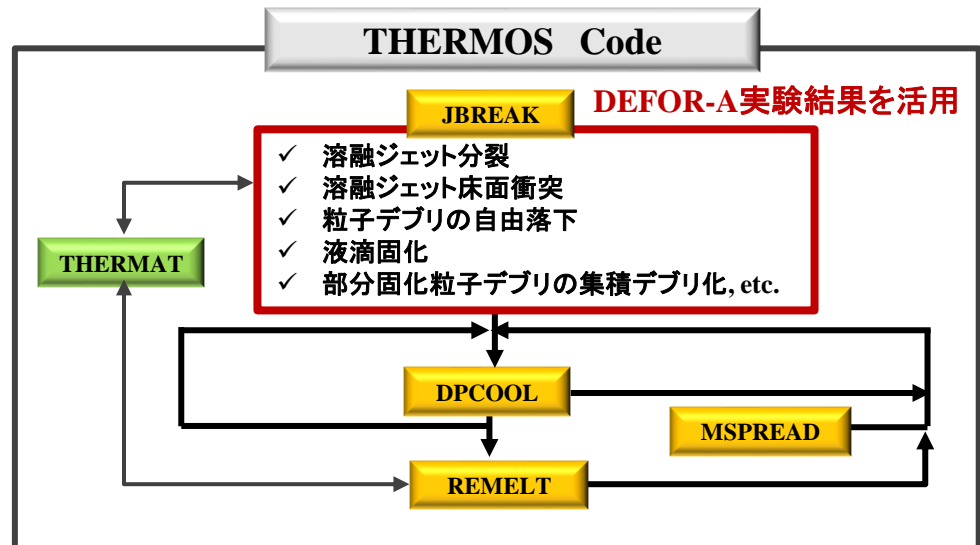 THERMOS Code
DEFOR-A実験結果を活用
JBREAK
✓ 溶融ジェット分裂
✓ 溶融ジェット床面衝突
✓ 粒子デブリの自由落下
✓ 液滴固化
✓ 部分固化粒子デブリの集積デブリ化, etc.
THERMAT
DPCOOL
MSPREAD
REMELT